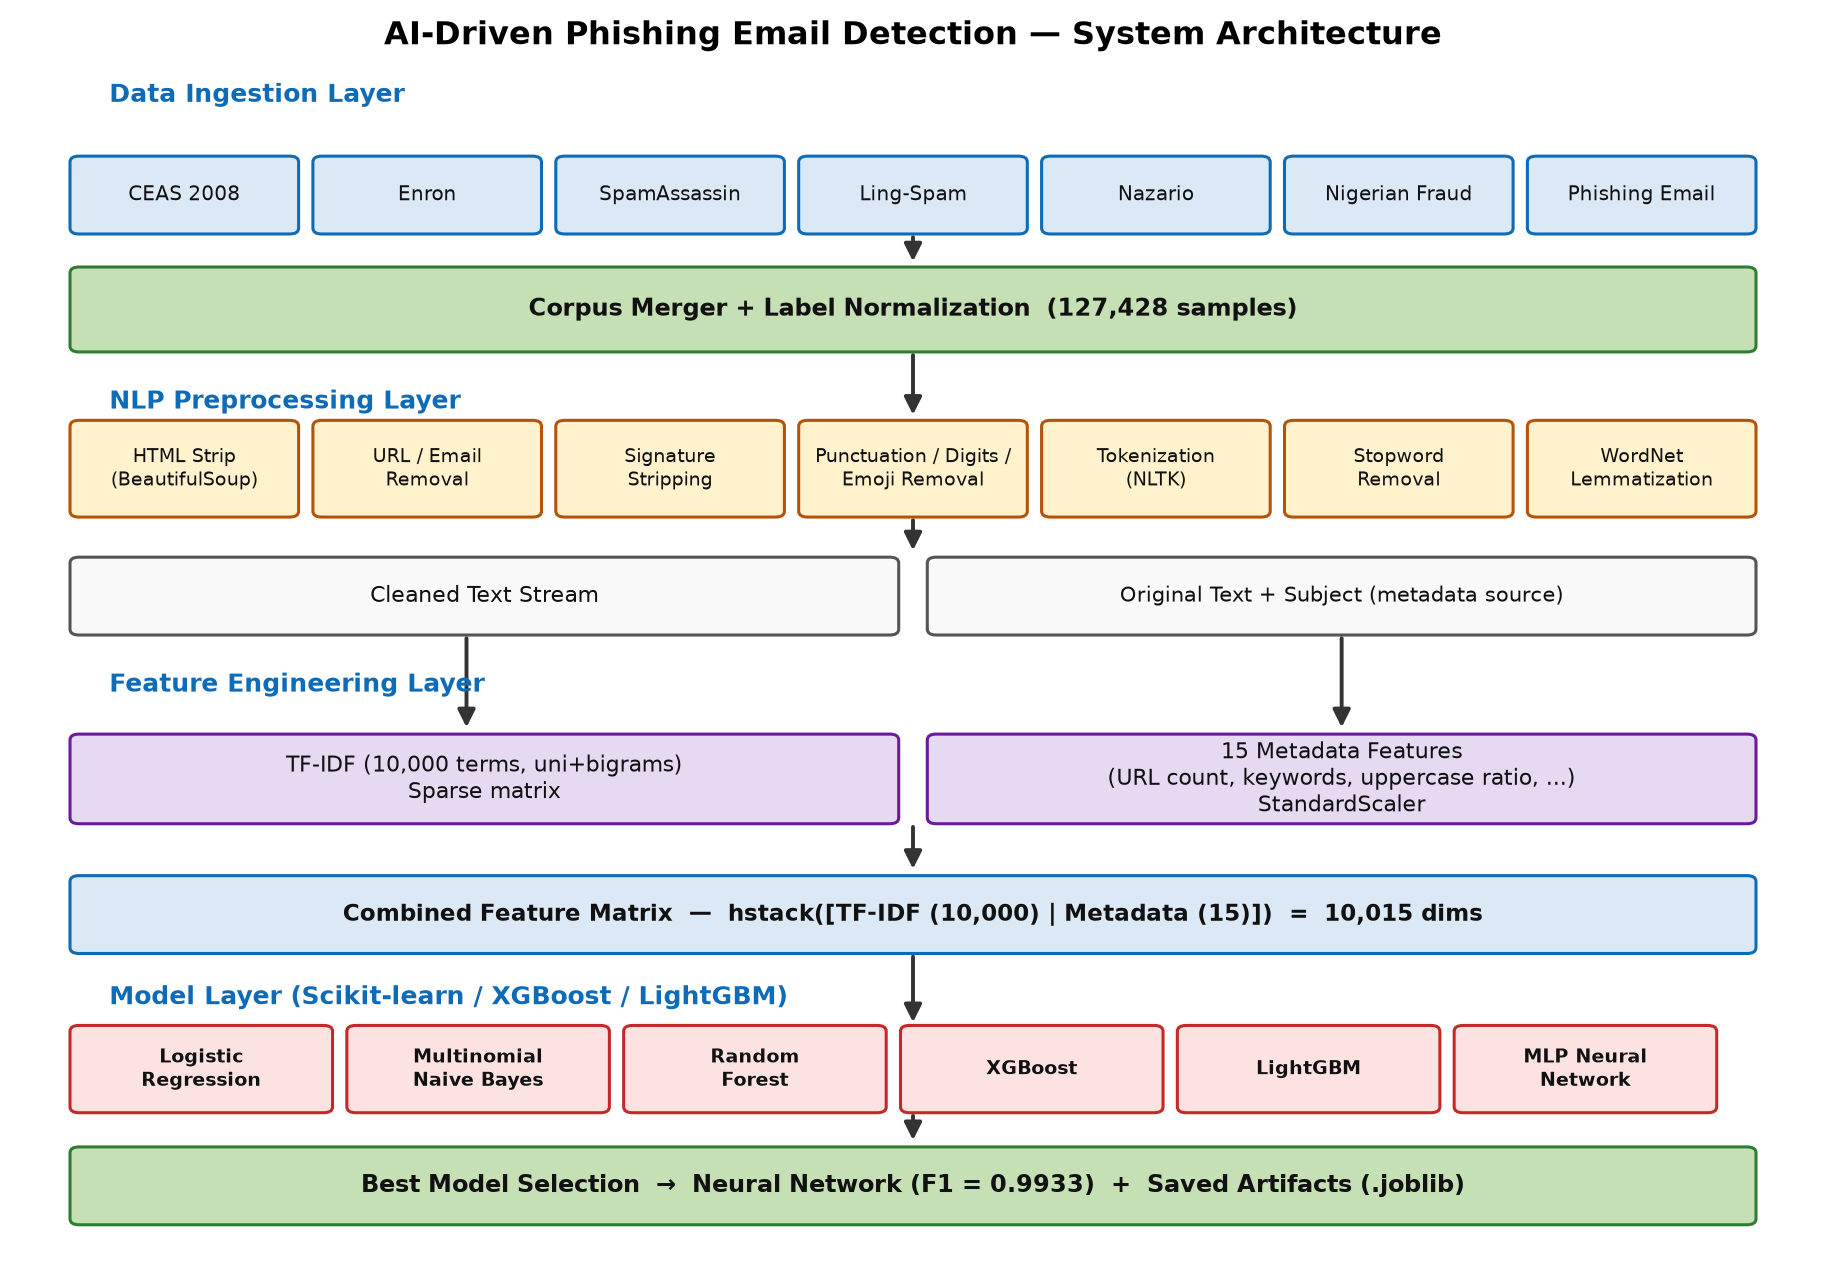 AI-Driven Phishing Email Detection — System Architecture
Data Ingestion Layer
CEAS 2008
Enron
SpamAssassin
Ling-Spam
Nazario
Nigerian Fraud
Phishing Email
Corpus Merger + Label Normalization  (127,428 samples)
NLP Preprocessing Layer
HTML Strip
(BeautifulSoup)
URL / Email
Removal
Signature
Stripping
Punctuation / Digits /
Emoji Removal
Tokenization
(NLTK)
Stopword
Removal
WordNet
Lemmatization
Cleaned Text Stream
Original Text + Subject (metadata source)
Feature Engineering Layer
TF-IDF (10,000 terms, uni+bigrams)
Sparse matrix
15 Metadata Features
(URL count, keywords, uppercase ratio, ...)
StandardScaler
Combined Feature Matrix  —  hstack([TF-IDF (10,000) | Metadata (15)])  =  10,015 dims
Model Layer (Scikit-learn / XGBoost / LightGBM)
Logistic
Regression
Multinomial
Naive Bayes
Random
Forest
XGBoost
LightGBM
MLP Neural
Network
Best Model Selection  →  Neural Network (F1 = 0.9933)  +  Saved Artifacts (.joblib)